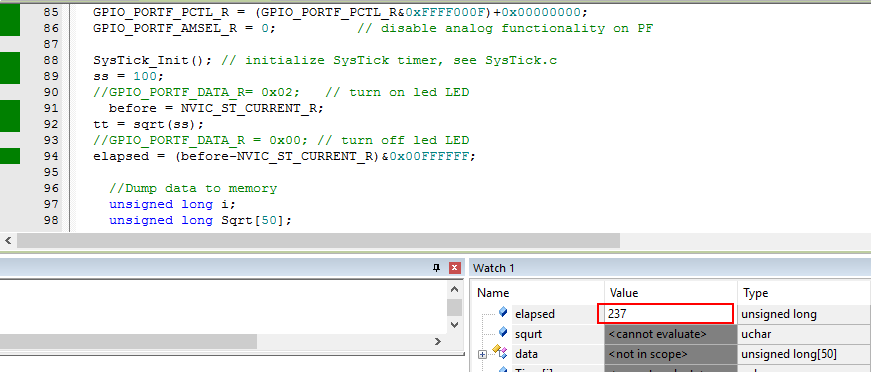 85 GPIO_PORTF_PCTL_R = (GPIO_PORTF_PCTL_R&0xFFFF000F)+0x00000000;
86 GPIO_PORTF_AMSEL_R = 0; // disable analog functionality on PF
87
88 SysTick_Init(); // initialize SysTick timer, see SysTick.c
89 ss = 100;
90 //GPIO_PORTF_DATA_R= 0x02; // turn on led LED
91 before = NVIC_ST_CURRENT_R;
92 tt = sqrt(ss);
93 //GPIO_PORTF_DATA_R = 0x00; // turn off led LED
94 elapsed = (before-NVIC_ST_CURRENT_R)&0x00FFFFFF;
95
96 //Dump data to memory
97 unsigned long i;
98 unsigned long Sqrt[50];
Watch 1
Name Value Type
elapsed 237 unsigned long
squrt <cannot evaluate> uchar
data <not in scope> unsigned long[50]